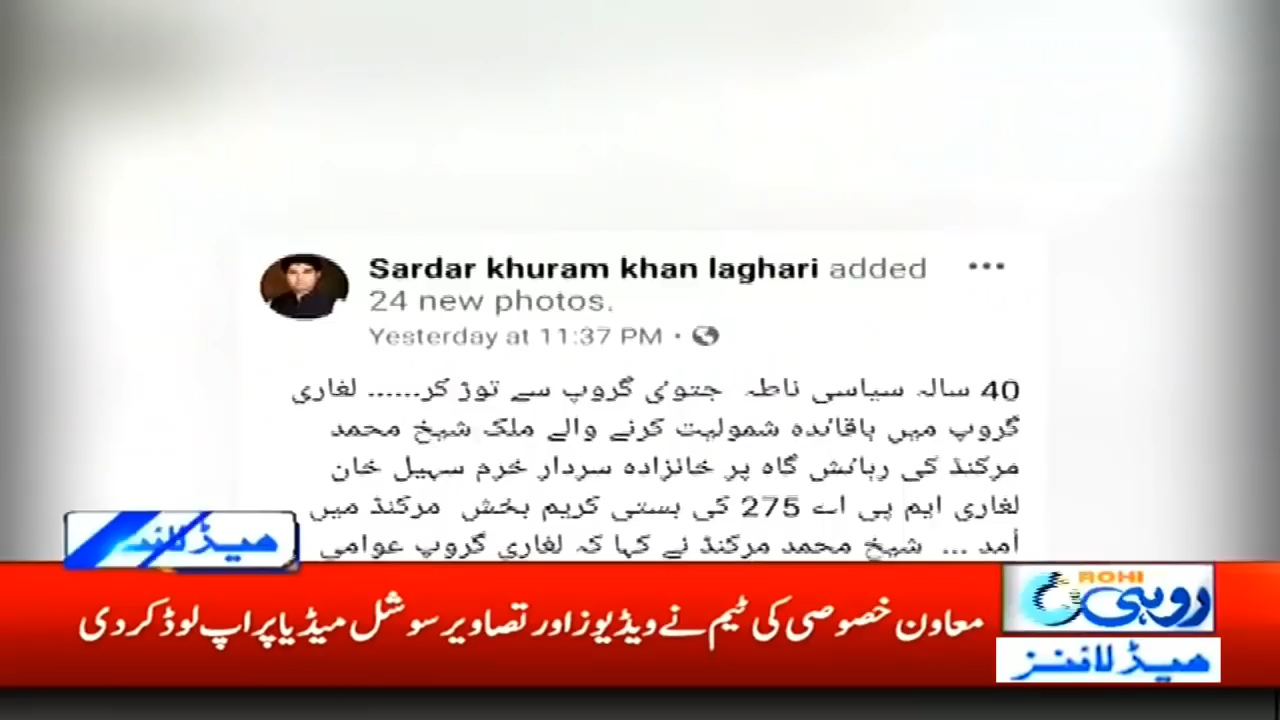 Sardar khuram khan laghari added
24 new photos.
Yesterday at 11:37 PM
40 سالہ سیاسی ناطہ جتوئی گروپ سے توڑ کر...... لغاری
گروپ میں باقائدہ شمولیت کرنے والے ملک شیخ محمد
مرکنڈ کی رہائش گاہ پر خانزادہ سردار خرم سہیل خان
لغاری ایم پی اے 275 کی بستی کریم بخش مرکنڈ میں
اُمد ... شیخ محمد مرکنڈ نے کہا کہ لغاری گروپ عوامی
ہیڈلائنز
معاون خصوصی کی ٹیم نے ویڈیوز اور تصاویر سوشل میڈیا پر اپ لوڈ کر دی
ROHI
روہی
ہیڈلائنز